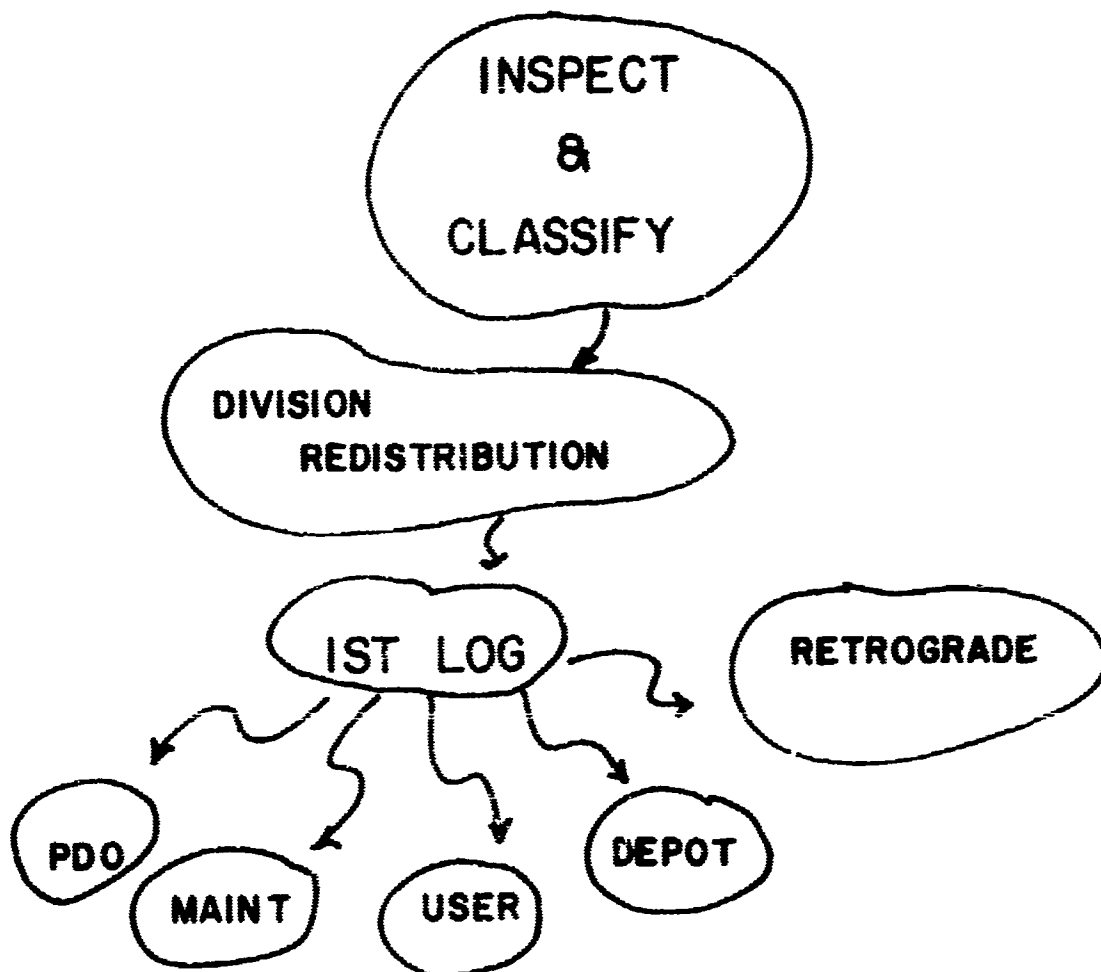 INSPECT
&
CLASSIFY
DIVISION
REDISTRIBUTION
IST LOG
RETROGRADE
PDO
MAINT
USER
DEPOT